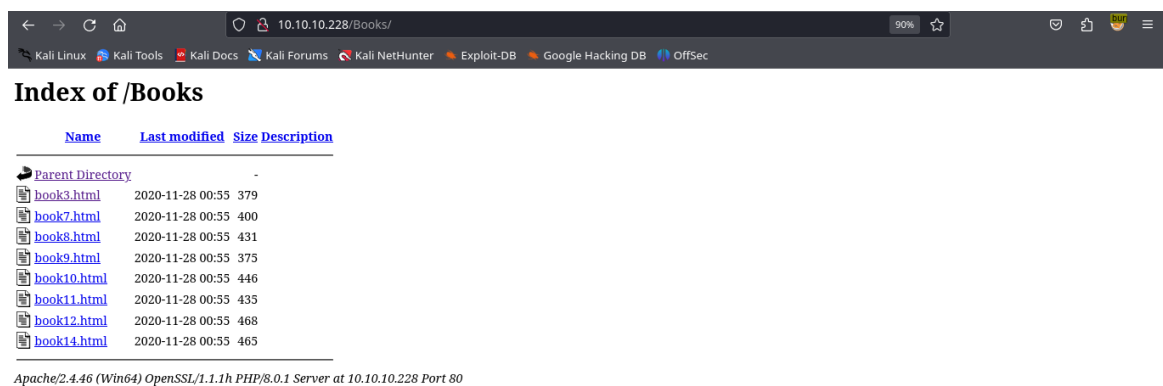 10.10.10.228/Books/
90%
bur
Kali Linux Kali Tools Kali Docs Kali Forums Kali NetHunter Exploit-DB Google Hacking DB OffSec
Index of /Books
Name Last modified Size Description
Parent Directory -
book3.html 2020-11-28 00:55 379
book7.html 2020-11-28 00:55 400
book8.html 2020-11-28 00:55 431
book9.html 2020-11-28 00:55 375
book10.html 2020-11-28 00:55 446
book11.html 2020-11-28 00:55 435
book12.html 2020-11-28 00:55 468
book14.html 2020-11-28 00:55 465
Apache/2.4.46 (Win64) OpenSSL/1.1.1h PHP/8.0.1 Server at 10.10.10.228 Port 80